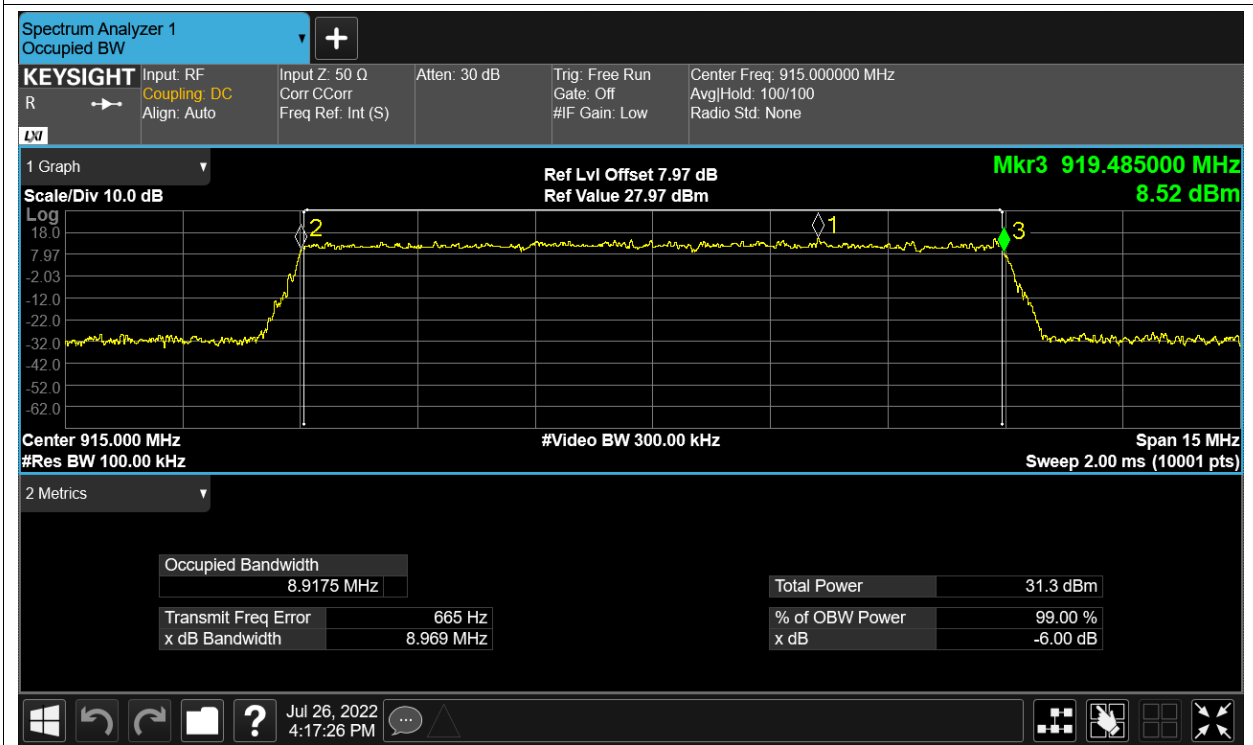 Spectrum Analyzer 1
Occupied BW
KEYSIGHT
R
LXI
Input: RF
Coupling: DC
Align: Auto
Input Z: 50 Ω
Corr CCorr
Freq Ref: Int (S)
Atten: 30 dB
Trig: Free Run
Gate: Off
#IF Gain: Low
Center Freq: 915.000000 MHz
Avg|Hold: 100/100
Radio Std: None
1 Graph
Scale/Div 10.0 dB
Ref Lvl Offset 7.97 dB
Ref Value 27.97 dBm
Mkr3 919.485000 MHz
8.52 dBm
Log
18.0
7.97
-2.03
-12.0
-22.0
-32.0
-42.0
-52.0
-62.0
2
1
3
Center 915.000 MHz
#Res BW 100.00 kHz
#Video BW 300.00 kHz
Span 15 MHz
Sweep 2.00 ms (10001 pts)
2 Metrics
Occupied Bandwidth
8.9175 MHz
Transmit Freq Error 665 Hz
x dB Bandwidth 8.969 MHz
Total Power 31.3 dBm
% of OBW Power 99.00 %
x dB -6.00 dB
?
Jul 26, 2022
4:17:26 PM